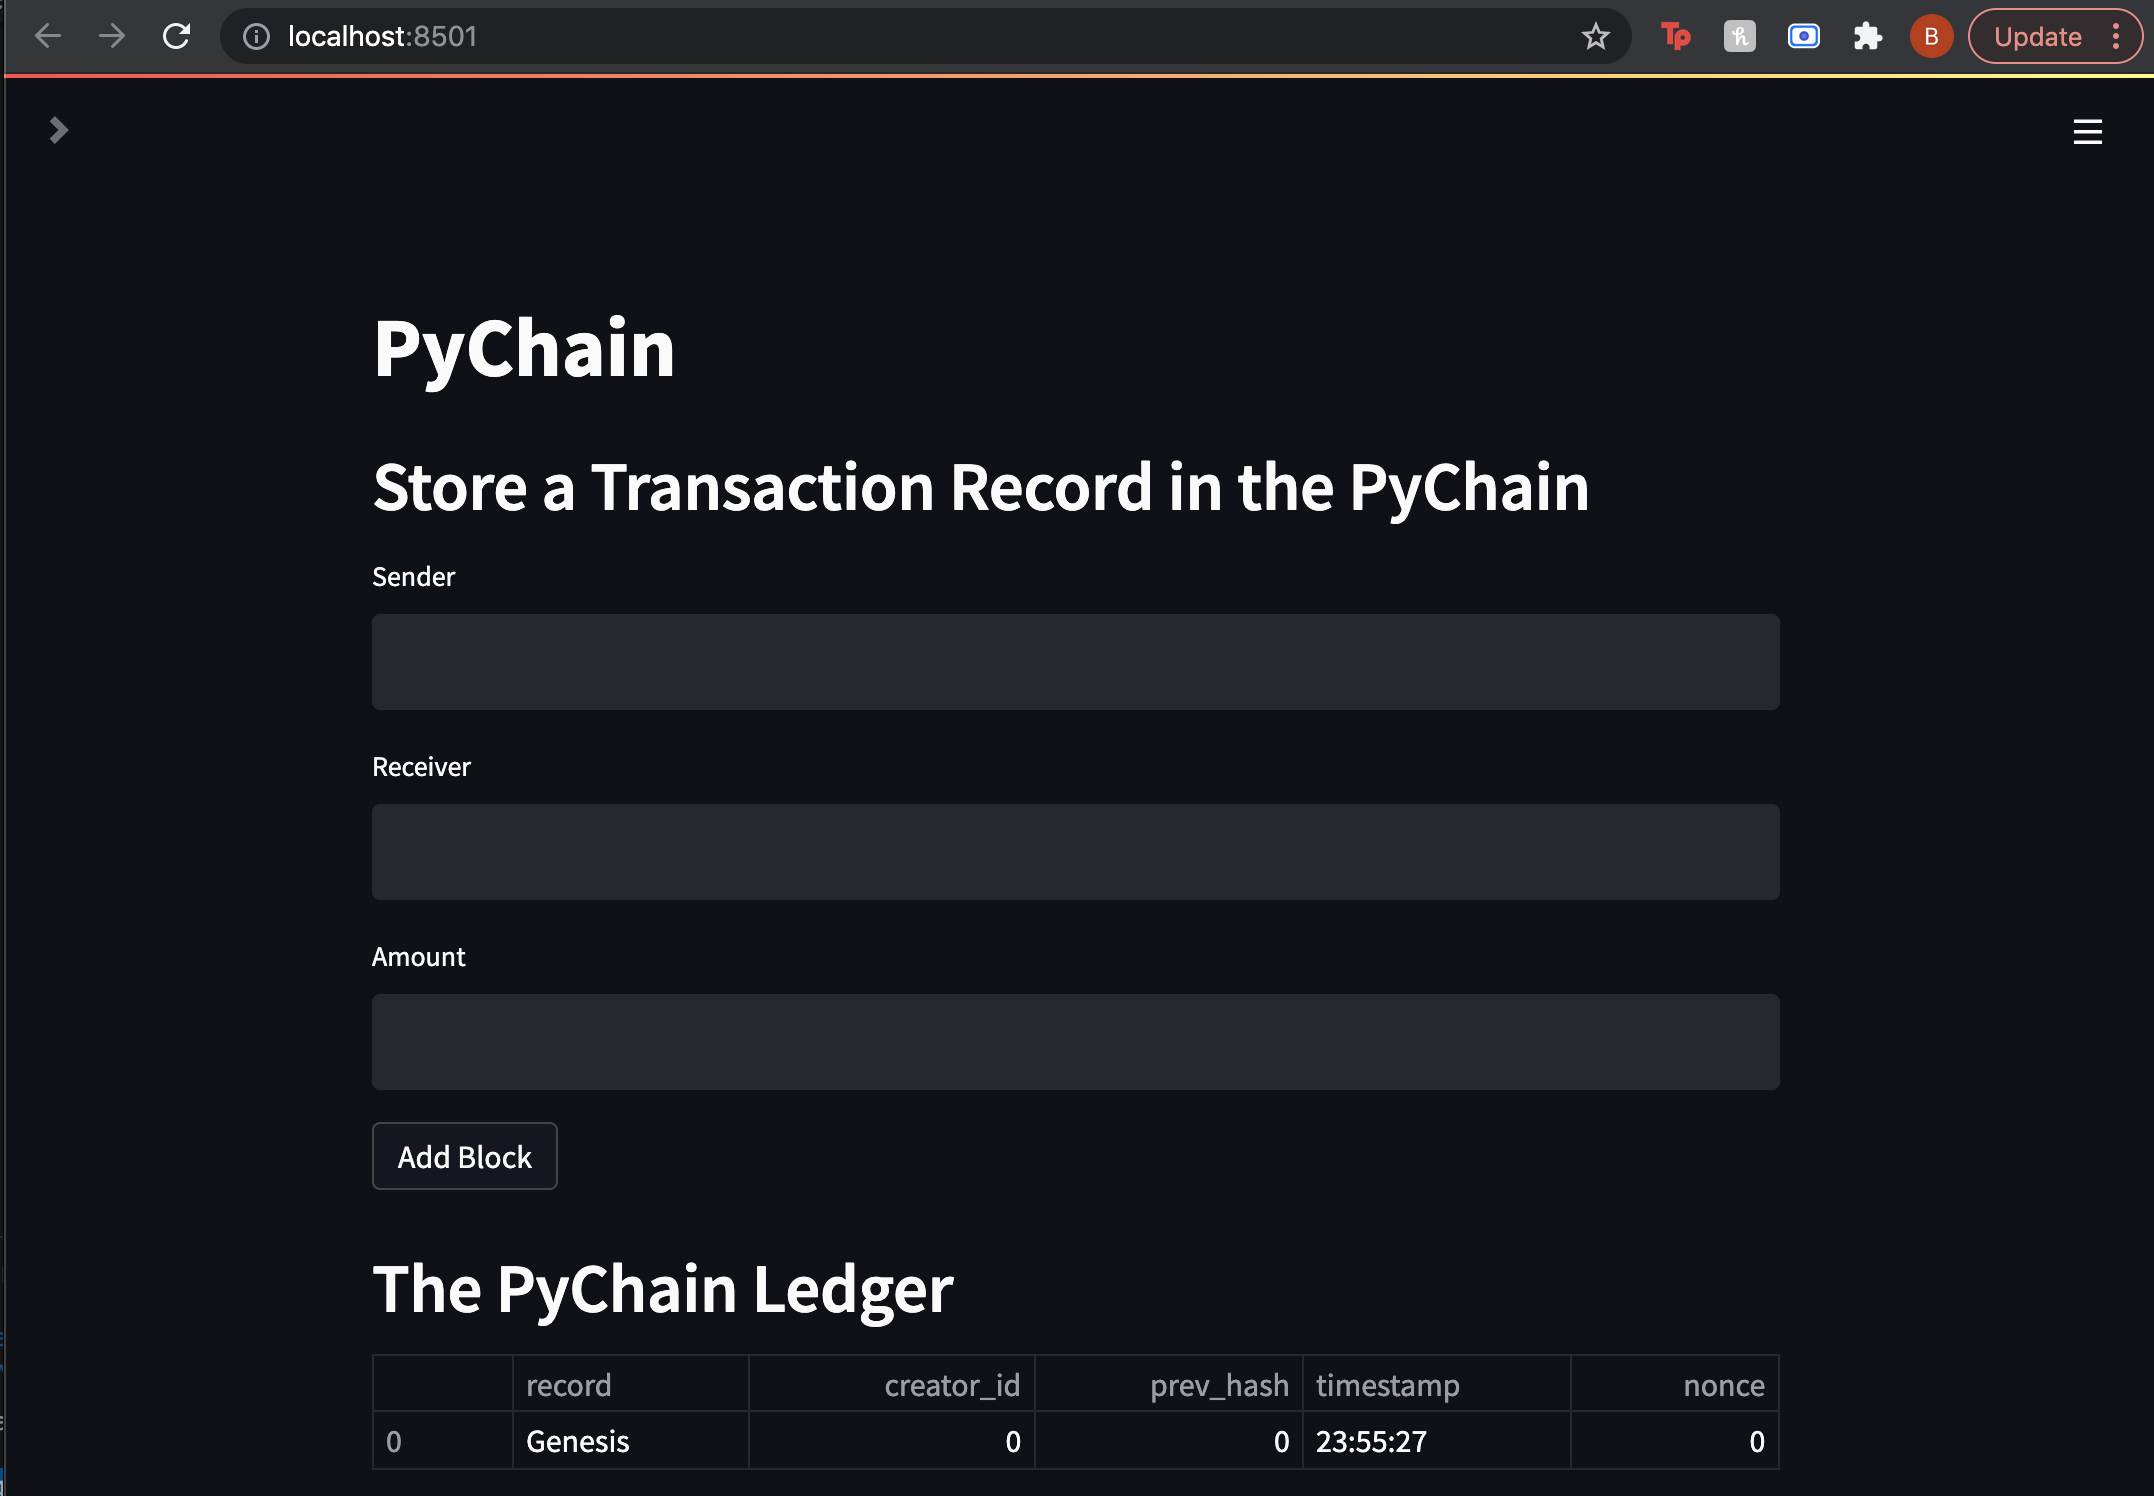 localhost:8501
Tp
h
B
Update
PyChain
Store a Transaction Record in the PyChain
Sender
Receiver
Amount
Add Block
The PyChain Ledger
record creator_id prev_hash timestamp nonce
0 Genesis 0 0 23:55:27 0